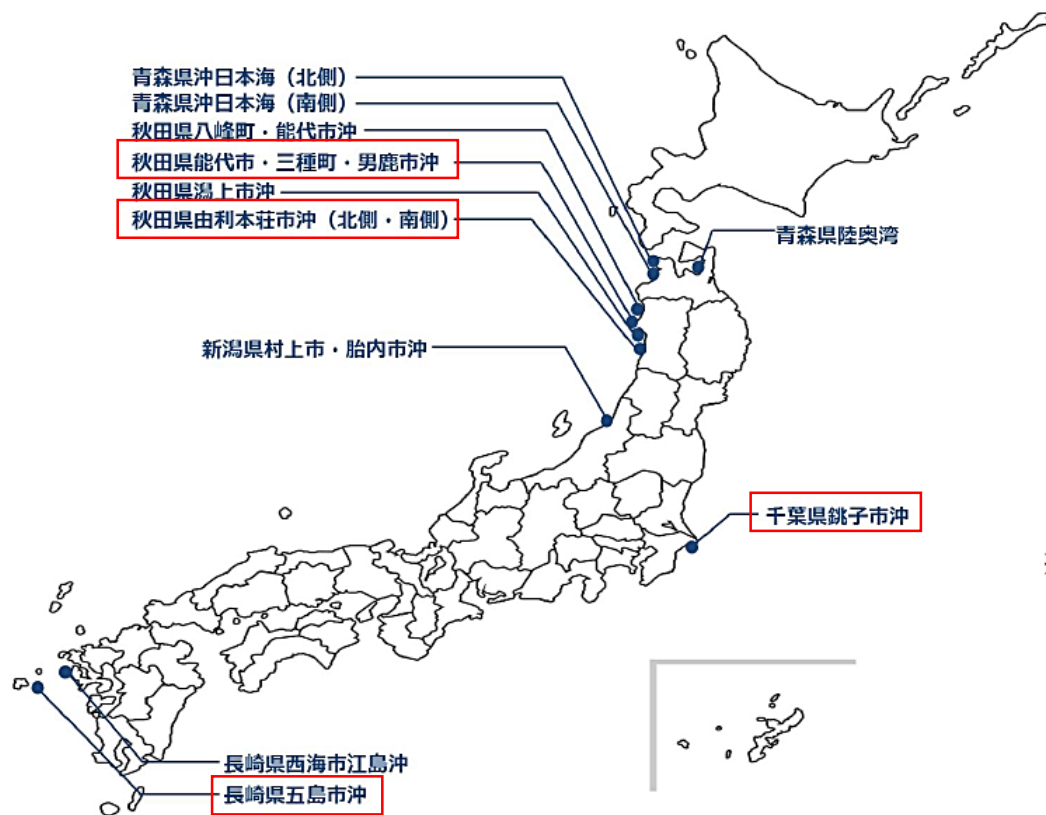 青森県沖日本海（北側）
青森県沖日本海（南側）
秋田県八峰町・能代市沖
秋田県能代市・三種町・男鹿市沖
秋田県潟上市沖
秋田県由利本荘市沖（北側・南側）
青森県陸奥湾
新潟県村上市・胎内市沖
千葉県銚子市沖
長崎県西海市江島沖
長崎県五島市沖